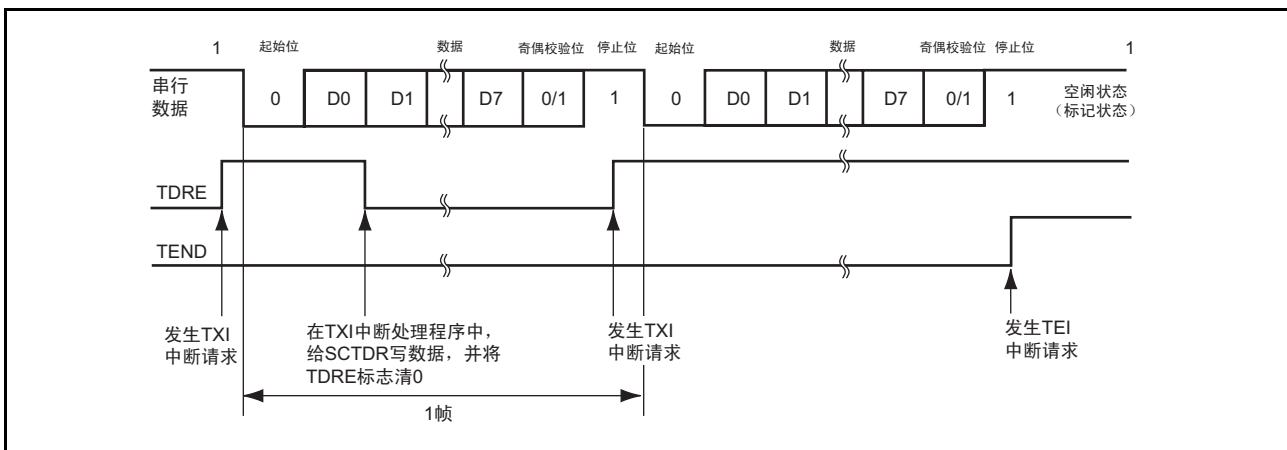 1 起始位 数据 奇偶校验位 停止位 起始位 数据 奇偶校验位 停止位 1
串行
数据
0 D0 D1 D7 0/1 1 0 D0 D1 D7 0/1 1
空闲状态
（标记状态）
TDRE
TEND
发生TXI
中断请求
在TXI中断处理程序中，
给SCTDR写数据，并将
TDRE标志清0
发生TXI
中断请求
发生TEI
中断请求
1帧